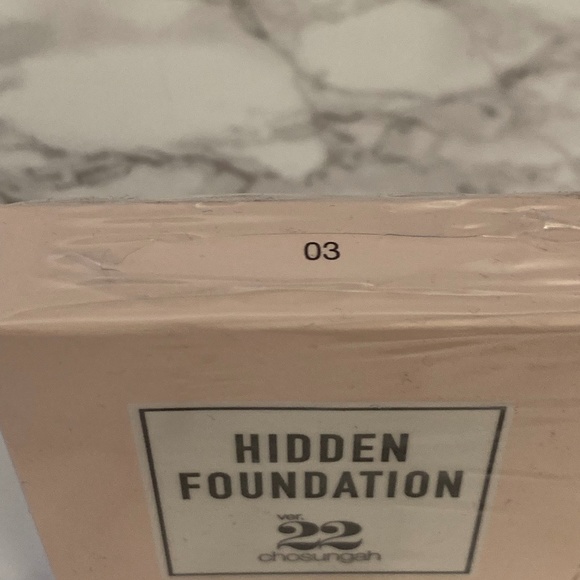 03
HIDDEN
FOUNDATION
ver.
22
chosungah